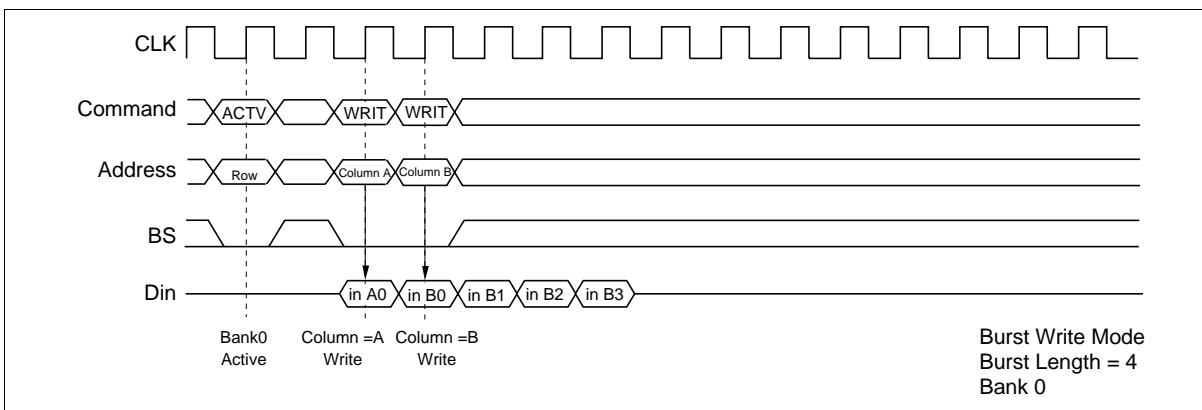 CLK
Command
ACTV
WRIT
WRIT
Address
Row
Column A
Column B
BS
Din
in A0
in B0
in B1
in B2
in B3
Bank0
Active
Column =A
Write
Column =B
Write
Burst Write Mode
Burst Length = 4
Bank 0